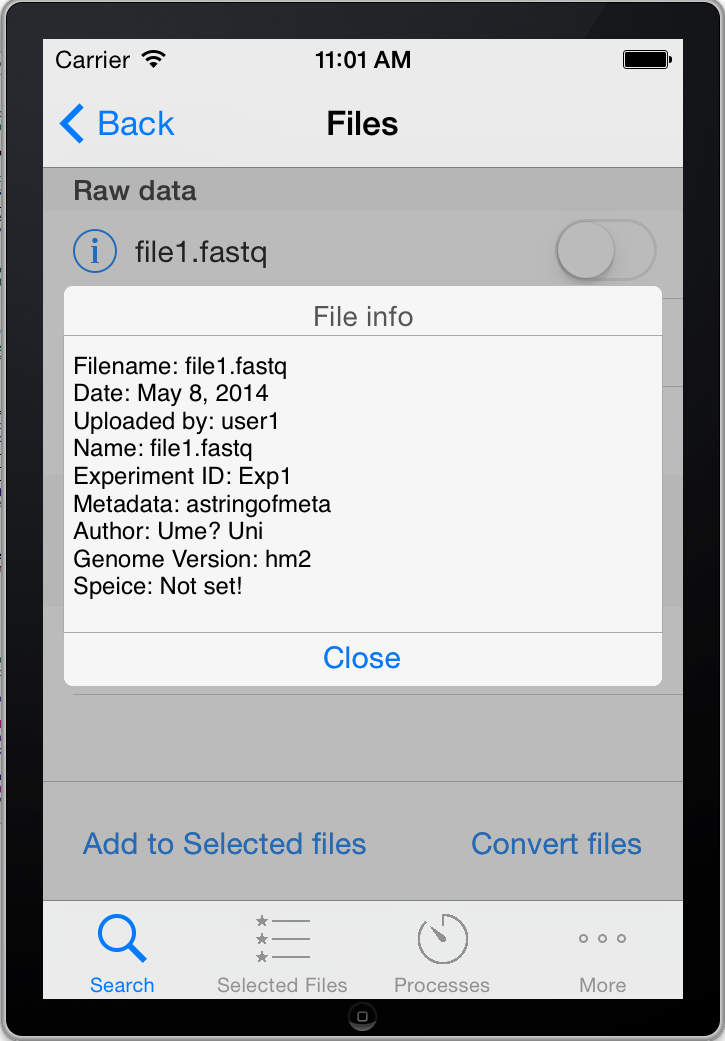 Carrier 11:01 AM
Back Files
Raw data
file1.fastq
File info
Filename: file1.fastq
Date: May 8, 2014
Uploaded by: user1
Name: file1.fastq
Experiment ID: Exp1
Metadata: astringofmeta
Author: Ume? Uni
Genome Version: hm2
Speice: Not set!
Close
Add to Selected files Convert files
Search Selected Files Processes More